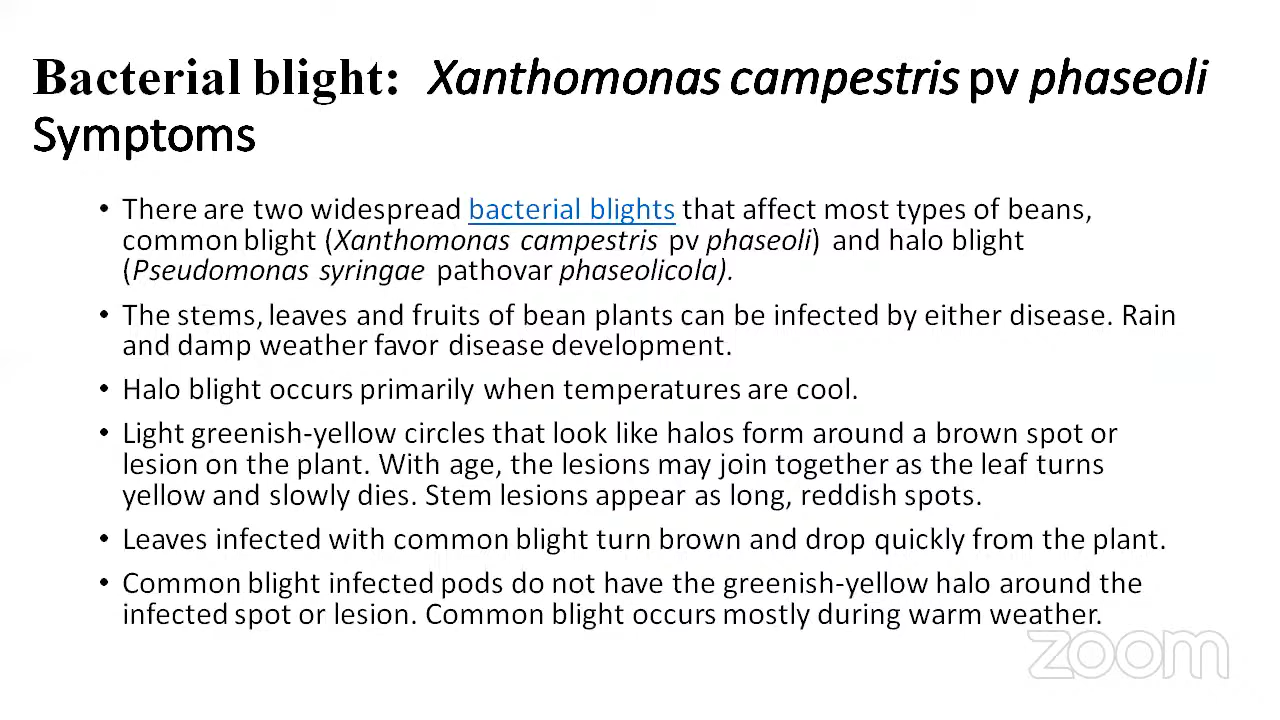 Bacterial blight: Xanthomonas campestris pv phaseoli
Symptoms
• There are two widespread bacterial blights that affect most types of beans,
common blight (Xanthomonas campestris pv phaseoli) and halo blight
(Pseudomonas syringae pathovar phaseolicola).
• The stems, leaves and fruits of bean plants can be infected by either disease. Rain
and damp weather favor disease development.
• Halo blight occurs primarily when temperatures are cool.
• Light greenish-yellow circles that look like halos form around a brown spot or
lesion on the plant. With age, the lesions may join together as the leaf turns
yellow and slowly dies. Stem lesions appear as long, reddish spots.
• Leaves infected with common blight turn brown and drop quickly from the plant.
• Common blight infected pods do not have the greenish-yellow halo around the
infected spot or lesion. Common blight occurs mostly during warm weather.
zoom